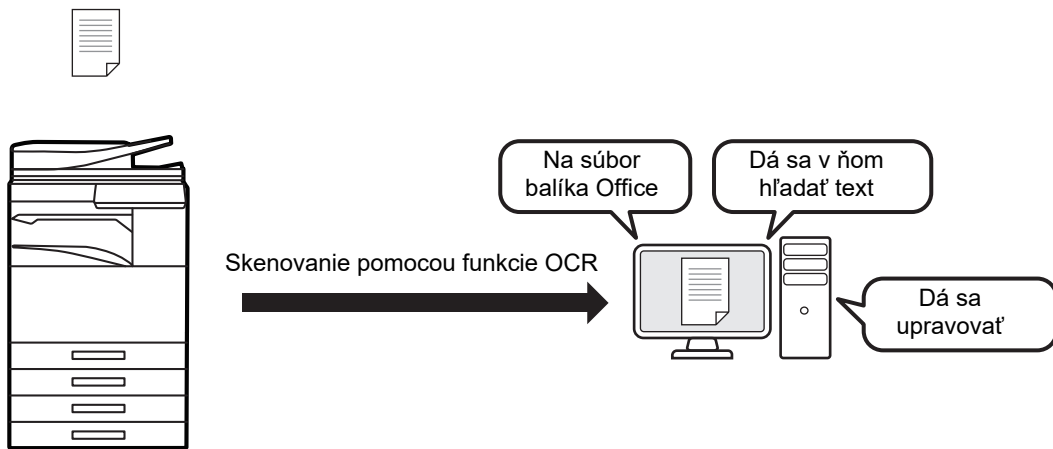 Na súbor
balíka Office
Dá sa v ňom
hľadať text
Skenovanie pomocou funkcie OCR
Dá sa
upravovať